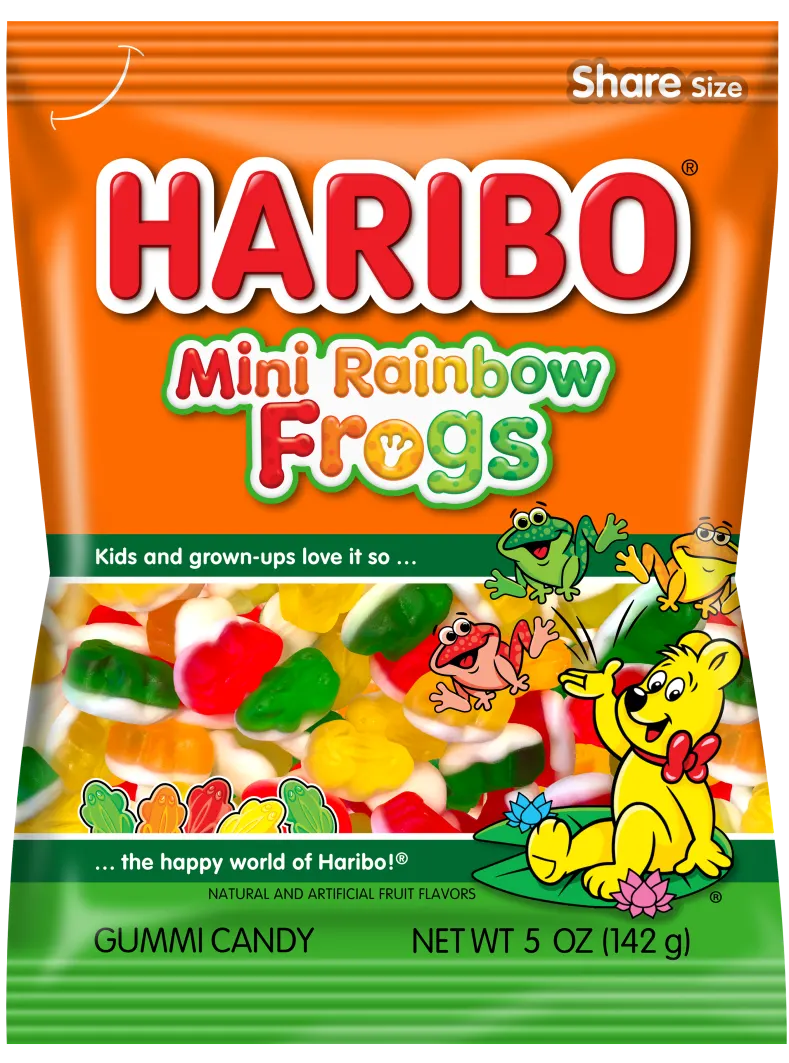 Share Size
HARIBO®
Mini Rainbow
Frogs
Kids and grown-ups love it so ...
... the happy world of Haribo!®
®
NATURAL AND ARTIFICIAL FRUIT FLAVORS
GUMMI CANDY NET WT 5 OZ (142 g)